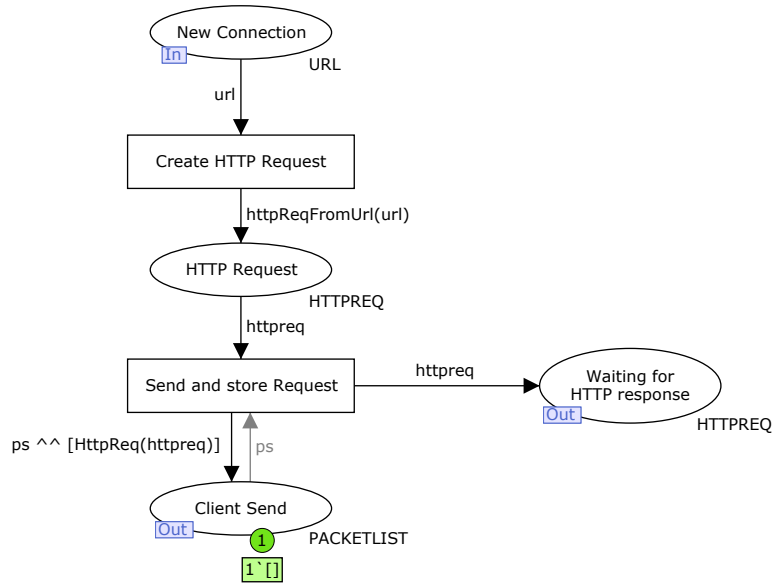 New Connection
In
URL
url
Create HTTP Request
httpReqFromUrl(url)
HTTP Request
HTTPREQ
httpreq
Send and store Request
httpreq
Waiting for
HTTP response
Out
HTTPREQ
ps ^^ [HttpReq(httpreq)]
ps
Client Send
Out
1
PACKETLIST
1`[]